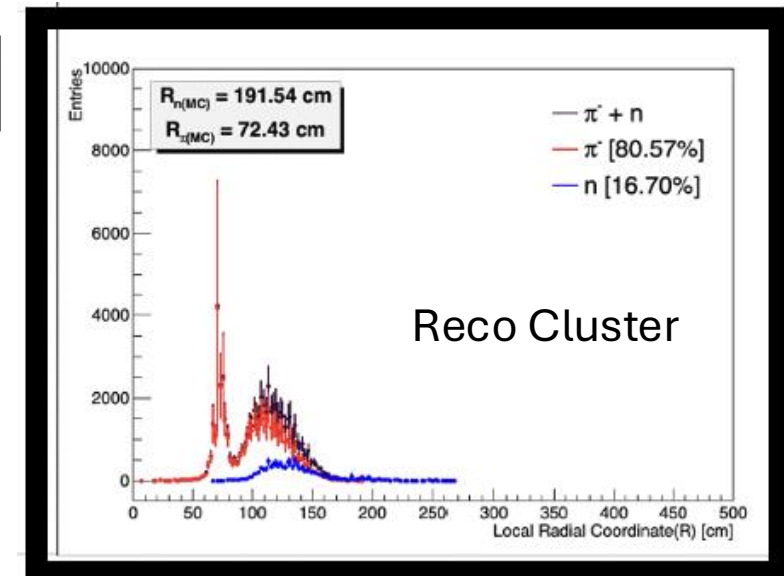 Entries
10000
8000
6000
4000
2000
0
R_n(MC) = 191.54 cm
R_π(MC) = 72.43 cm
π⁻ + n
π⁻ [80.57%]
n [16.70%]
Reco Cluster
0 50 100 150 200 250 300 350 400 450 500
Local Radial Coordinate(R) [cm]